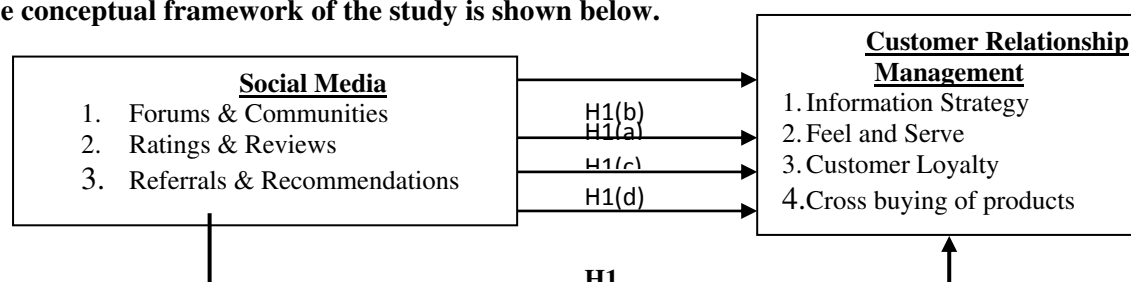 e conceptual framework of the study is shown below.
Social Media
1. Forums & Communities
2. Ratings & Reviews
3. Referrals & Recommendations
H1(b)
H1(a)
H1(c)
H1(d)
Customer Relationship
Management
1. Information Strategy
2. Feel and Serve
3. Customer Loyalty
4. Cross buying of products
H1